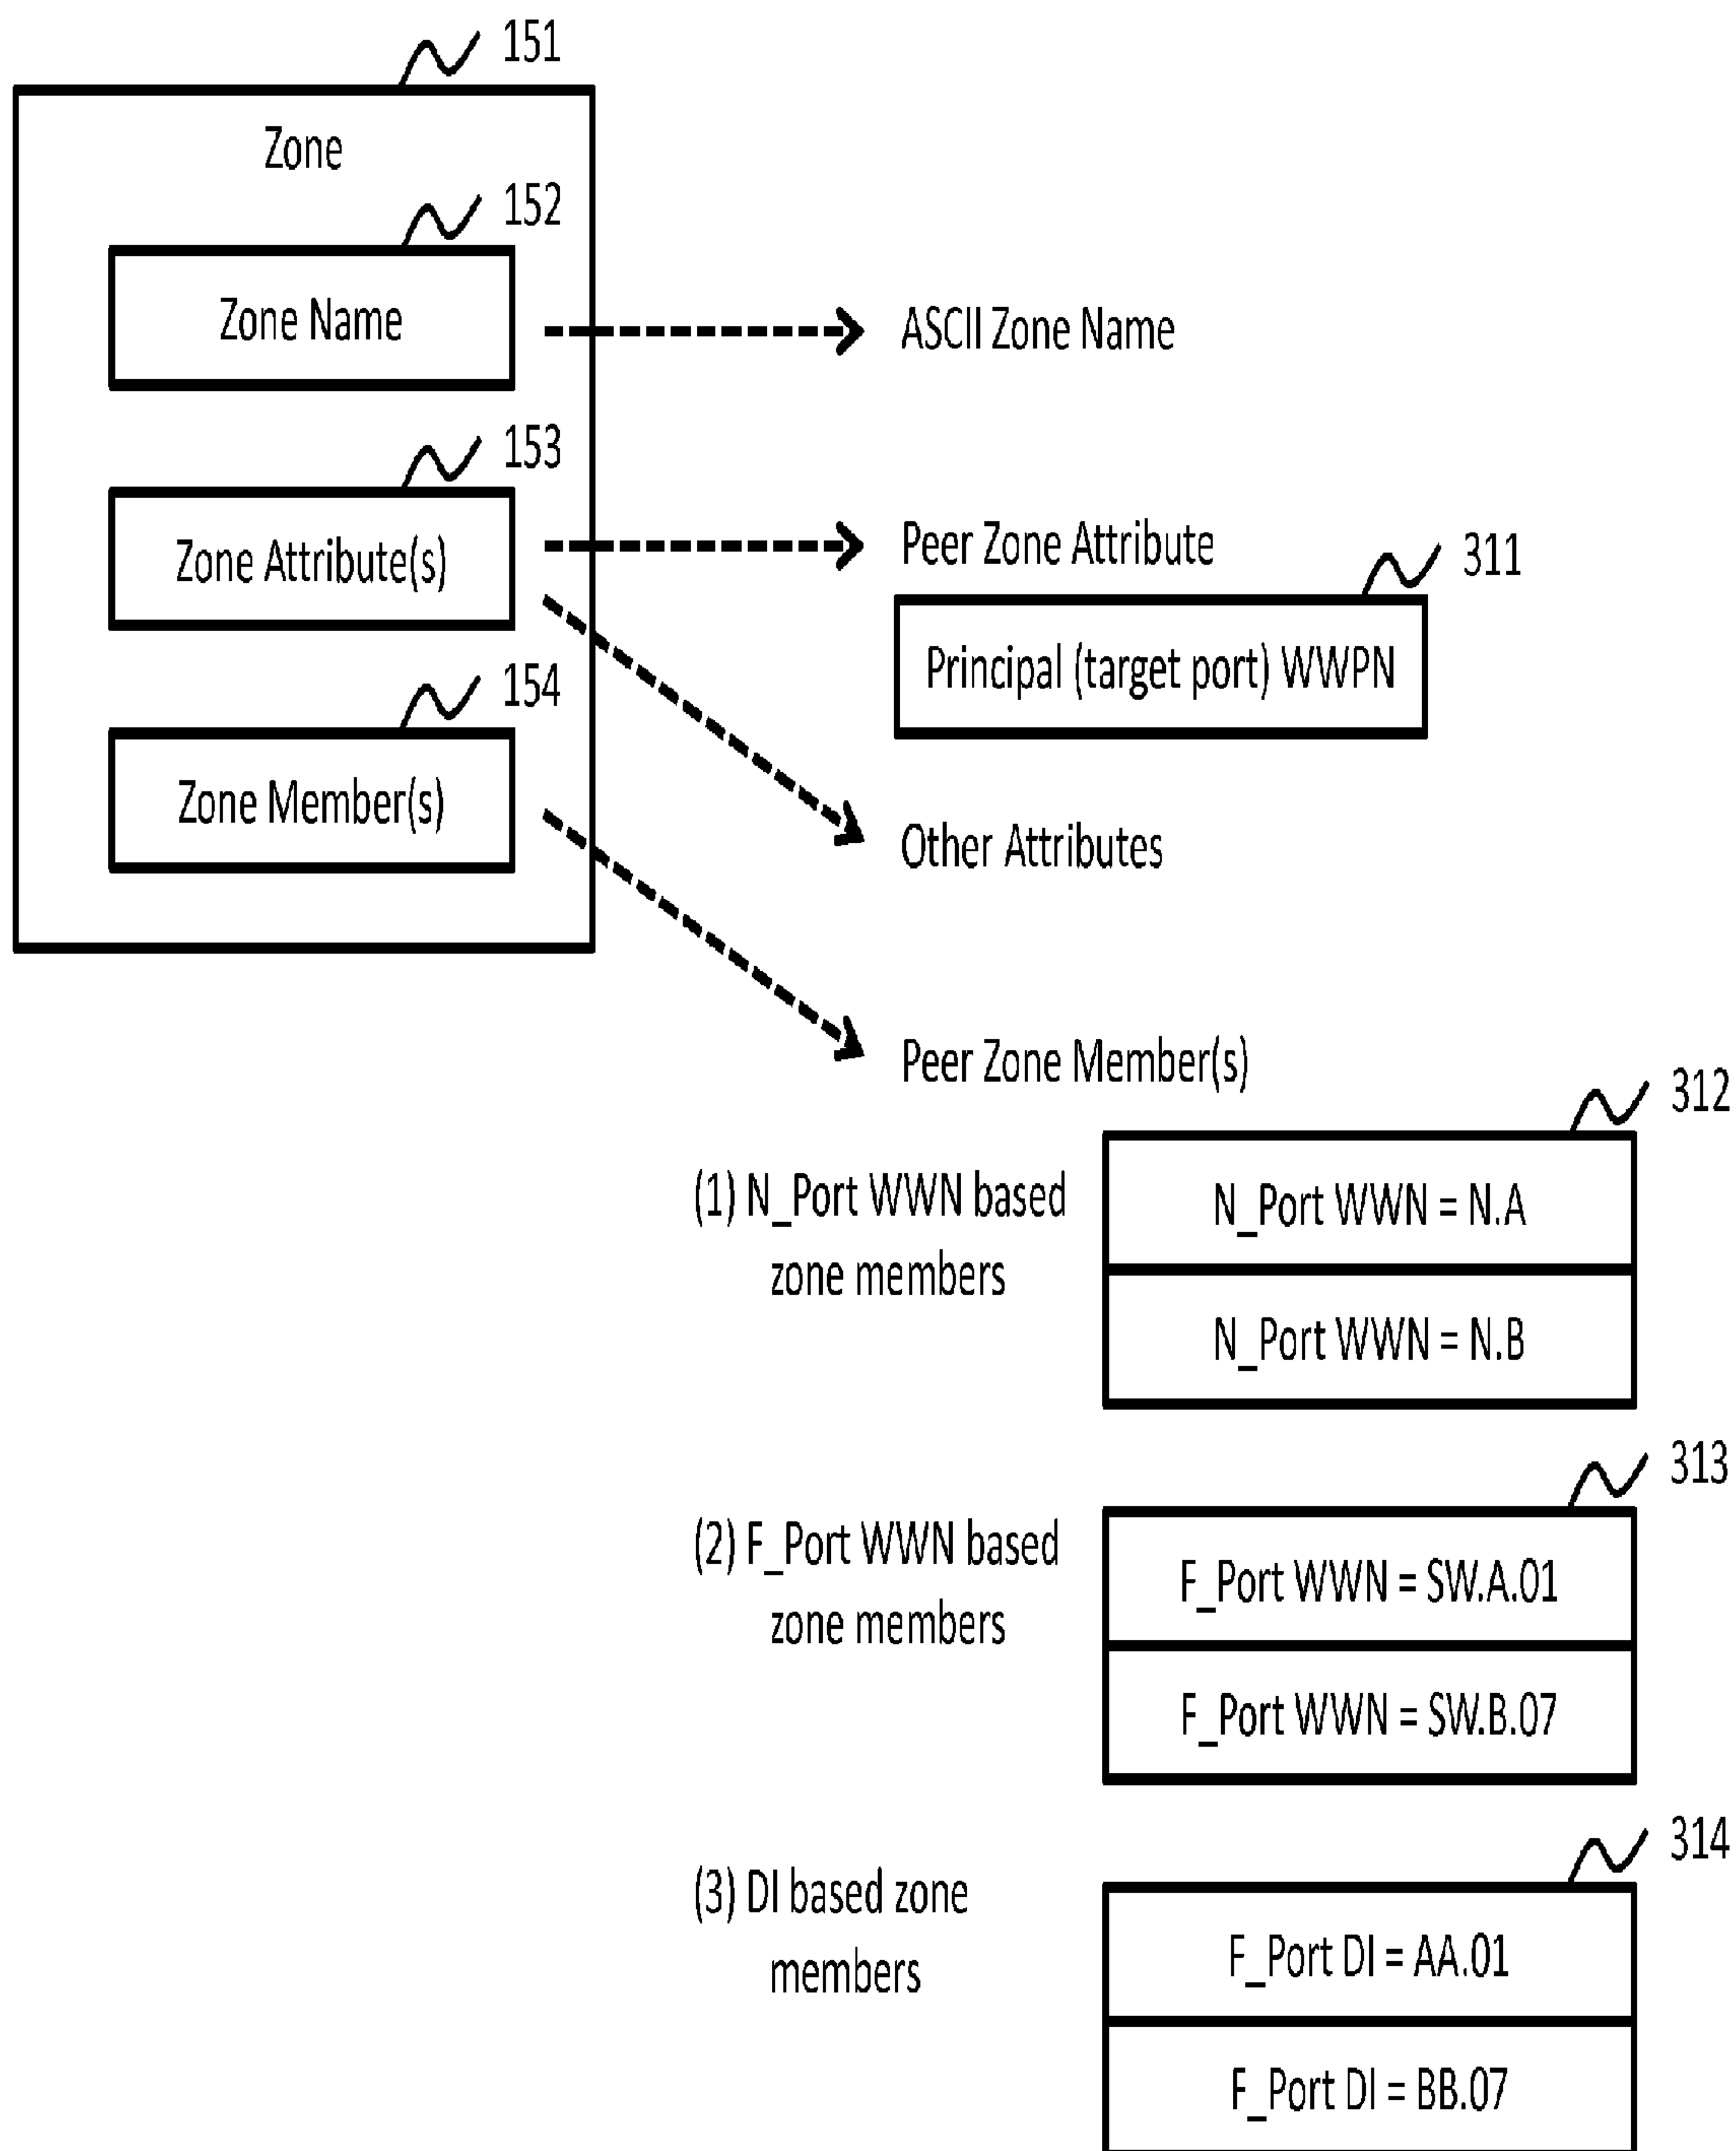 151
Zone
152
Zone Name
ASCII Zone Name
153
Zone Attribute(s)
Peer Zone Attribute
311
Principal (target port) WWPN
154
Zone Member(s)
Other Attributes
Peer Zone Member(s)
312
(1) N_Port WWN based
zone members
N_Port WWN = N.A
N_Port WWN = N.B
313
(2) F_Port WWN based
zone members
F_Port WWN = SW.A.01
F_Port WWN = SW.B.07
314
(3) DI based zone
members
F_Port DI = AA.01
F_Port DI = BB.07